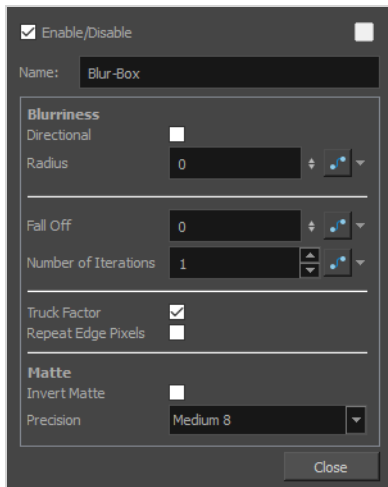 Enable/Disable
Name: Blur-Box
Blurriness
Directional
Radius 0
Fall Off 0
Number of Iterations 1
Truck Factor
Repeat Edge Pixels
Matte
Invert Matte
Precision Medium 8
Close